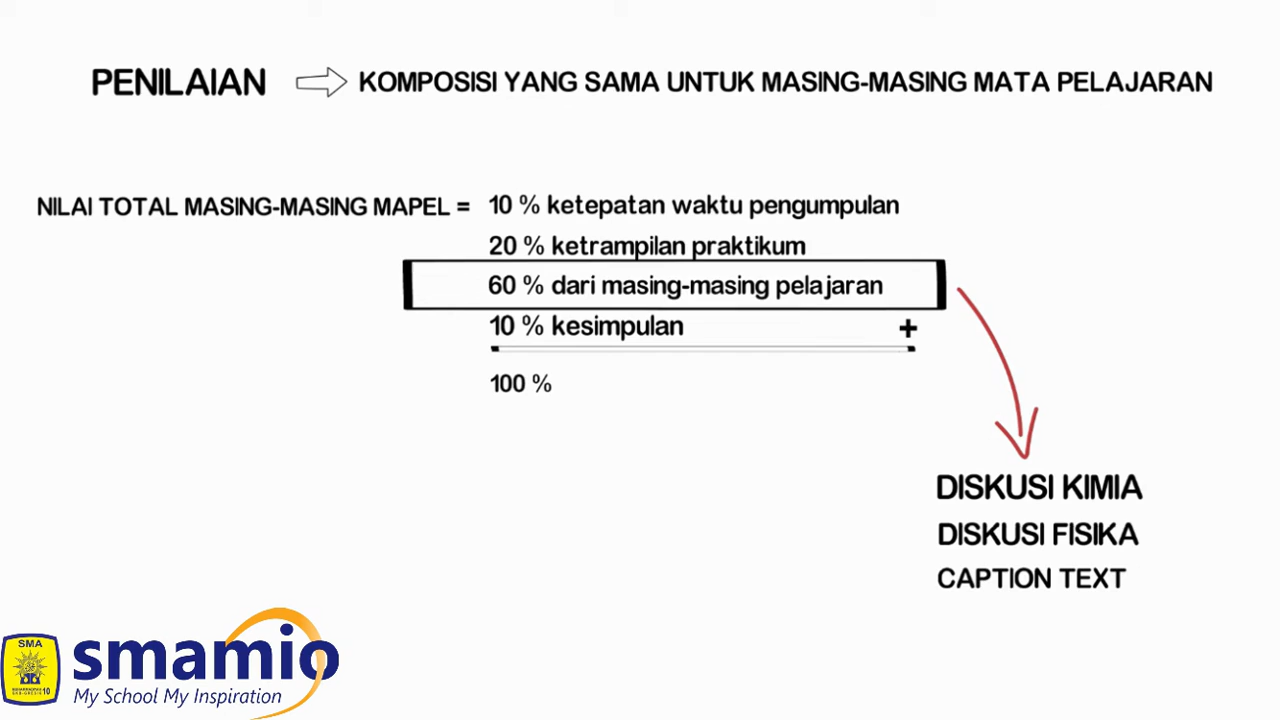 PENILAIAN KOMPOSISI YANG SAMA UNTUK MASING-MASING MATA PELAJARAN
NILAI TOTAL MASING-MASING MAPEL = 10 % ketepatan waktu pengumpulan
20 % ketrampilan praktikum
60 % dari masing-masing pelajaran
10 % kesimpulan +
100 %
DISKUSI KIMIA
DISKUSI FISIKA
CAPTION TEXT
SMA
10
smamio
My School My Inspiration